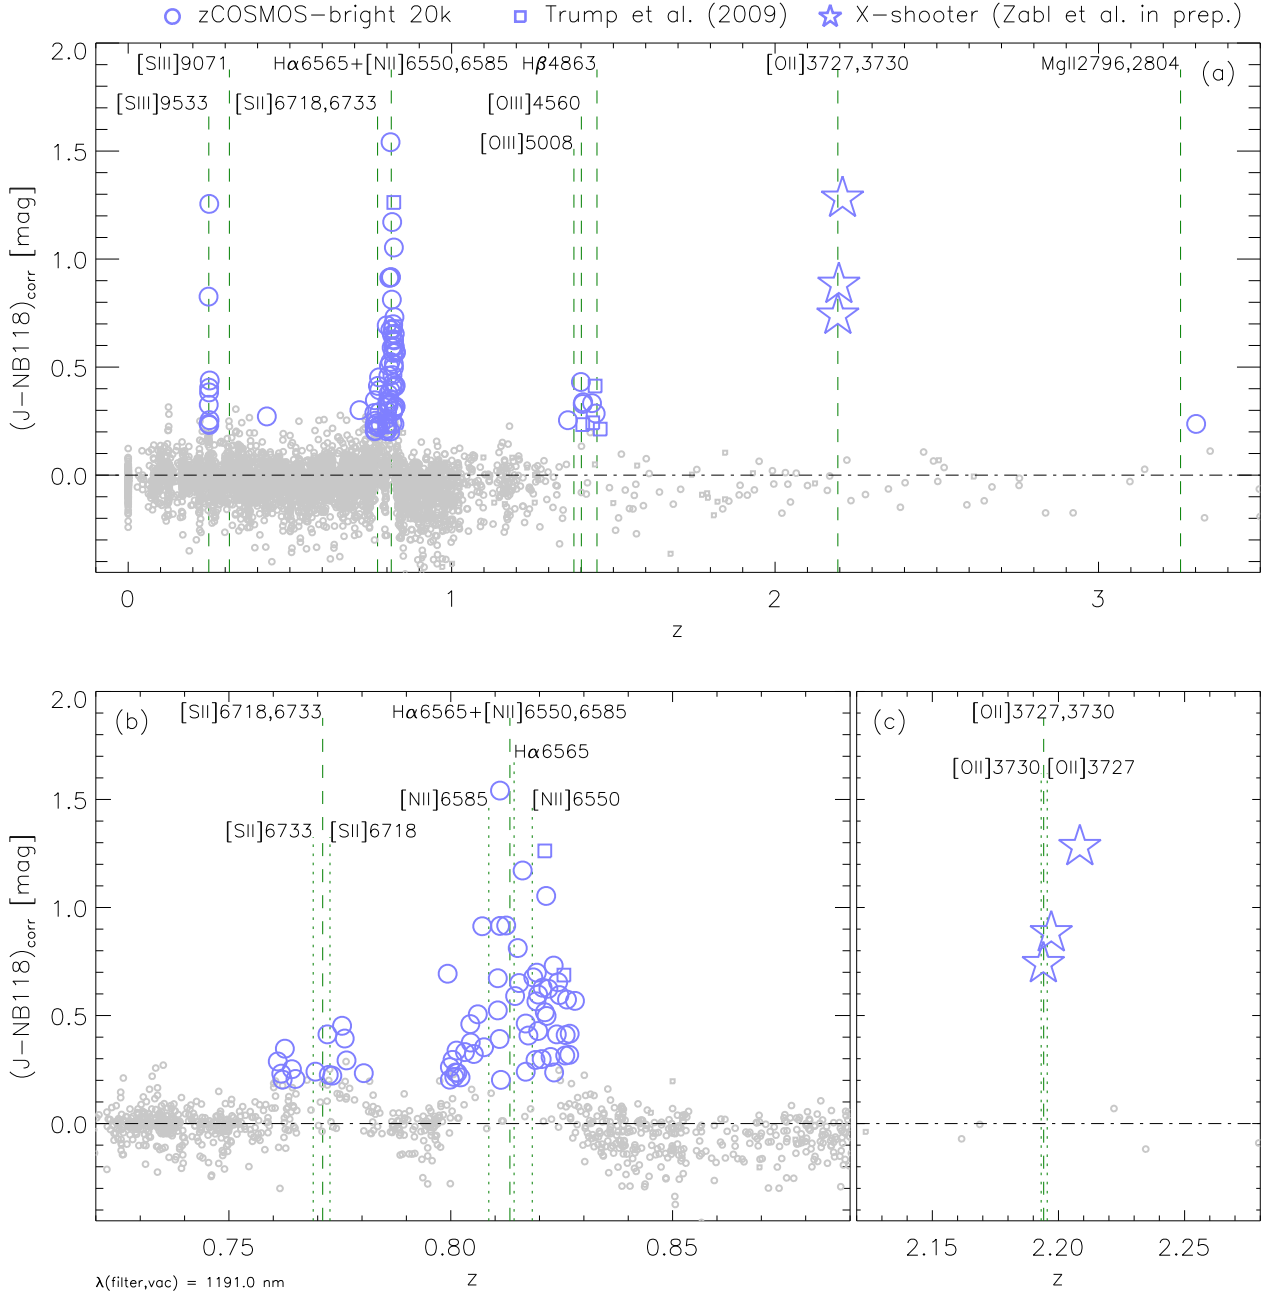 zCOSMOS-bright 20k Trump et al. (2009) X-shooter (Zabl et al. in prep.)
[SIII]9071 Hα6565+[NII]6550,6585 Hβ4863 [OII]3727,3730 MgII2796,2804 (a)
[SIII]9533 [SII]6718,6733 [OIII]4560
[OIII]5008
2.0
1.5
1.0
0.5
0.0
(J-NB118)corr [mag]
0 1 2 3
z
[SII]6718,6733 Hα6565+[NII]6550,6585 [OII]3727,3730
(b) (c)
Hα6565
[OII]3730 [OII]3727
[NII]6585 [NII]6550
[SII]6733 [SII]6718
2.0
1.5
1.0
0.5
0.0
(J-NB118)corr [mag]
0.75 0.80 0.85 2.15 2.20 2.25
z z
λ(filter,vac) = 1191.0 nm